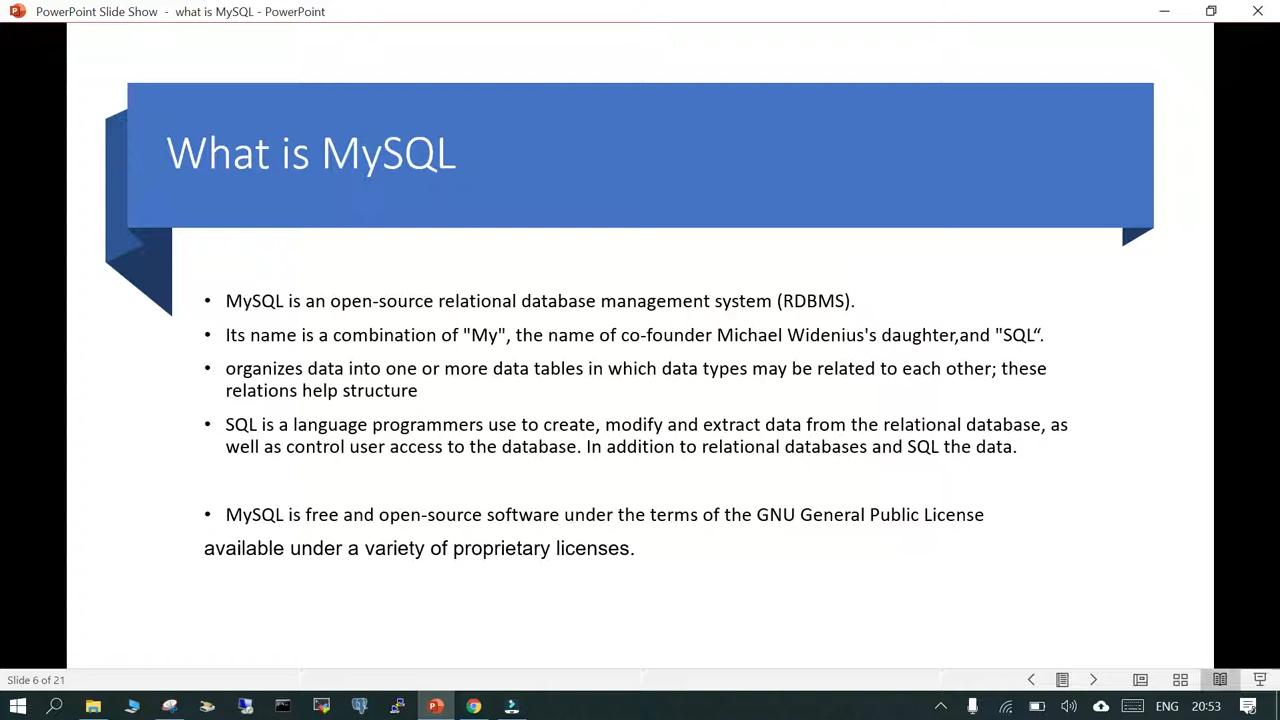 PowerPoint Slide Show - what is MySQL - PowerPoint
What is MySQL
• MySQL is an open-source relational database management system (RDBMS).
• Its name is a combination of "My", the name of co-founder Michael Widenius's daughter,and "SQL“.
• organizes data into one or more data tables in which data types may be related to each other; these
relations help structure
• SQL is a language programmers use to create, modify and extract data from the relational database, as
well as control user access to the database. In addition to relational databases and SQL the data.
• MySQL is free and open-source software under the terms of the GNU General Public License
available under a variety of proprietary licenses.
Slide 6 of 21
ENG 20:53